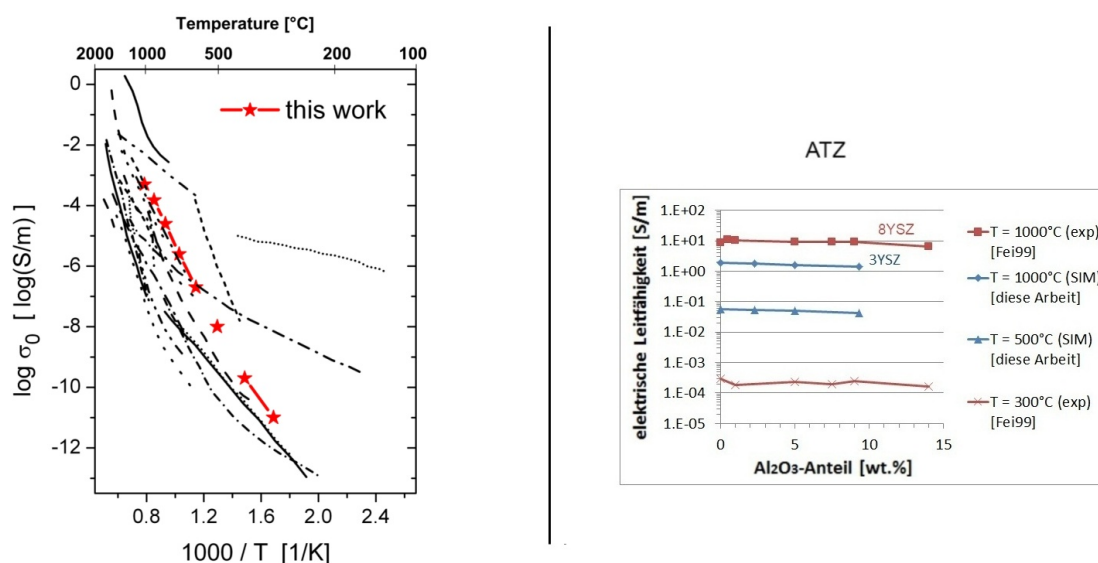 Temperature [°C]
2000 1000 500 200 100
0
this work
-2
-4
-6
-8
-10
-12
log σ0 [ log(S/m) ]
0.8 1.2 1.6 2.0 2.4
1000 / T [1/K]
ATZ
elektrische Leitfähigkeit [S/m]
1.E+02
1.E+01
1.E+00
1.E-01
1.E-02
1.E-03
1.E-04
1.E-05
8YSZ
3YSZ
0 5 10 15
Al2O3-Anteil [wt.%]
T = 1000°C (exp)
[Fei99]
T = 1000°C (SIM)
[diese Arbeit]
T = 500°C (SIM)
[diese Arbeit]
T = 300°C (exp)
[Fei99]